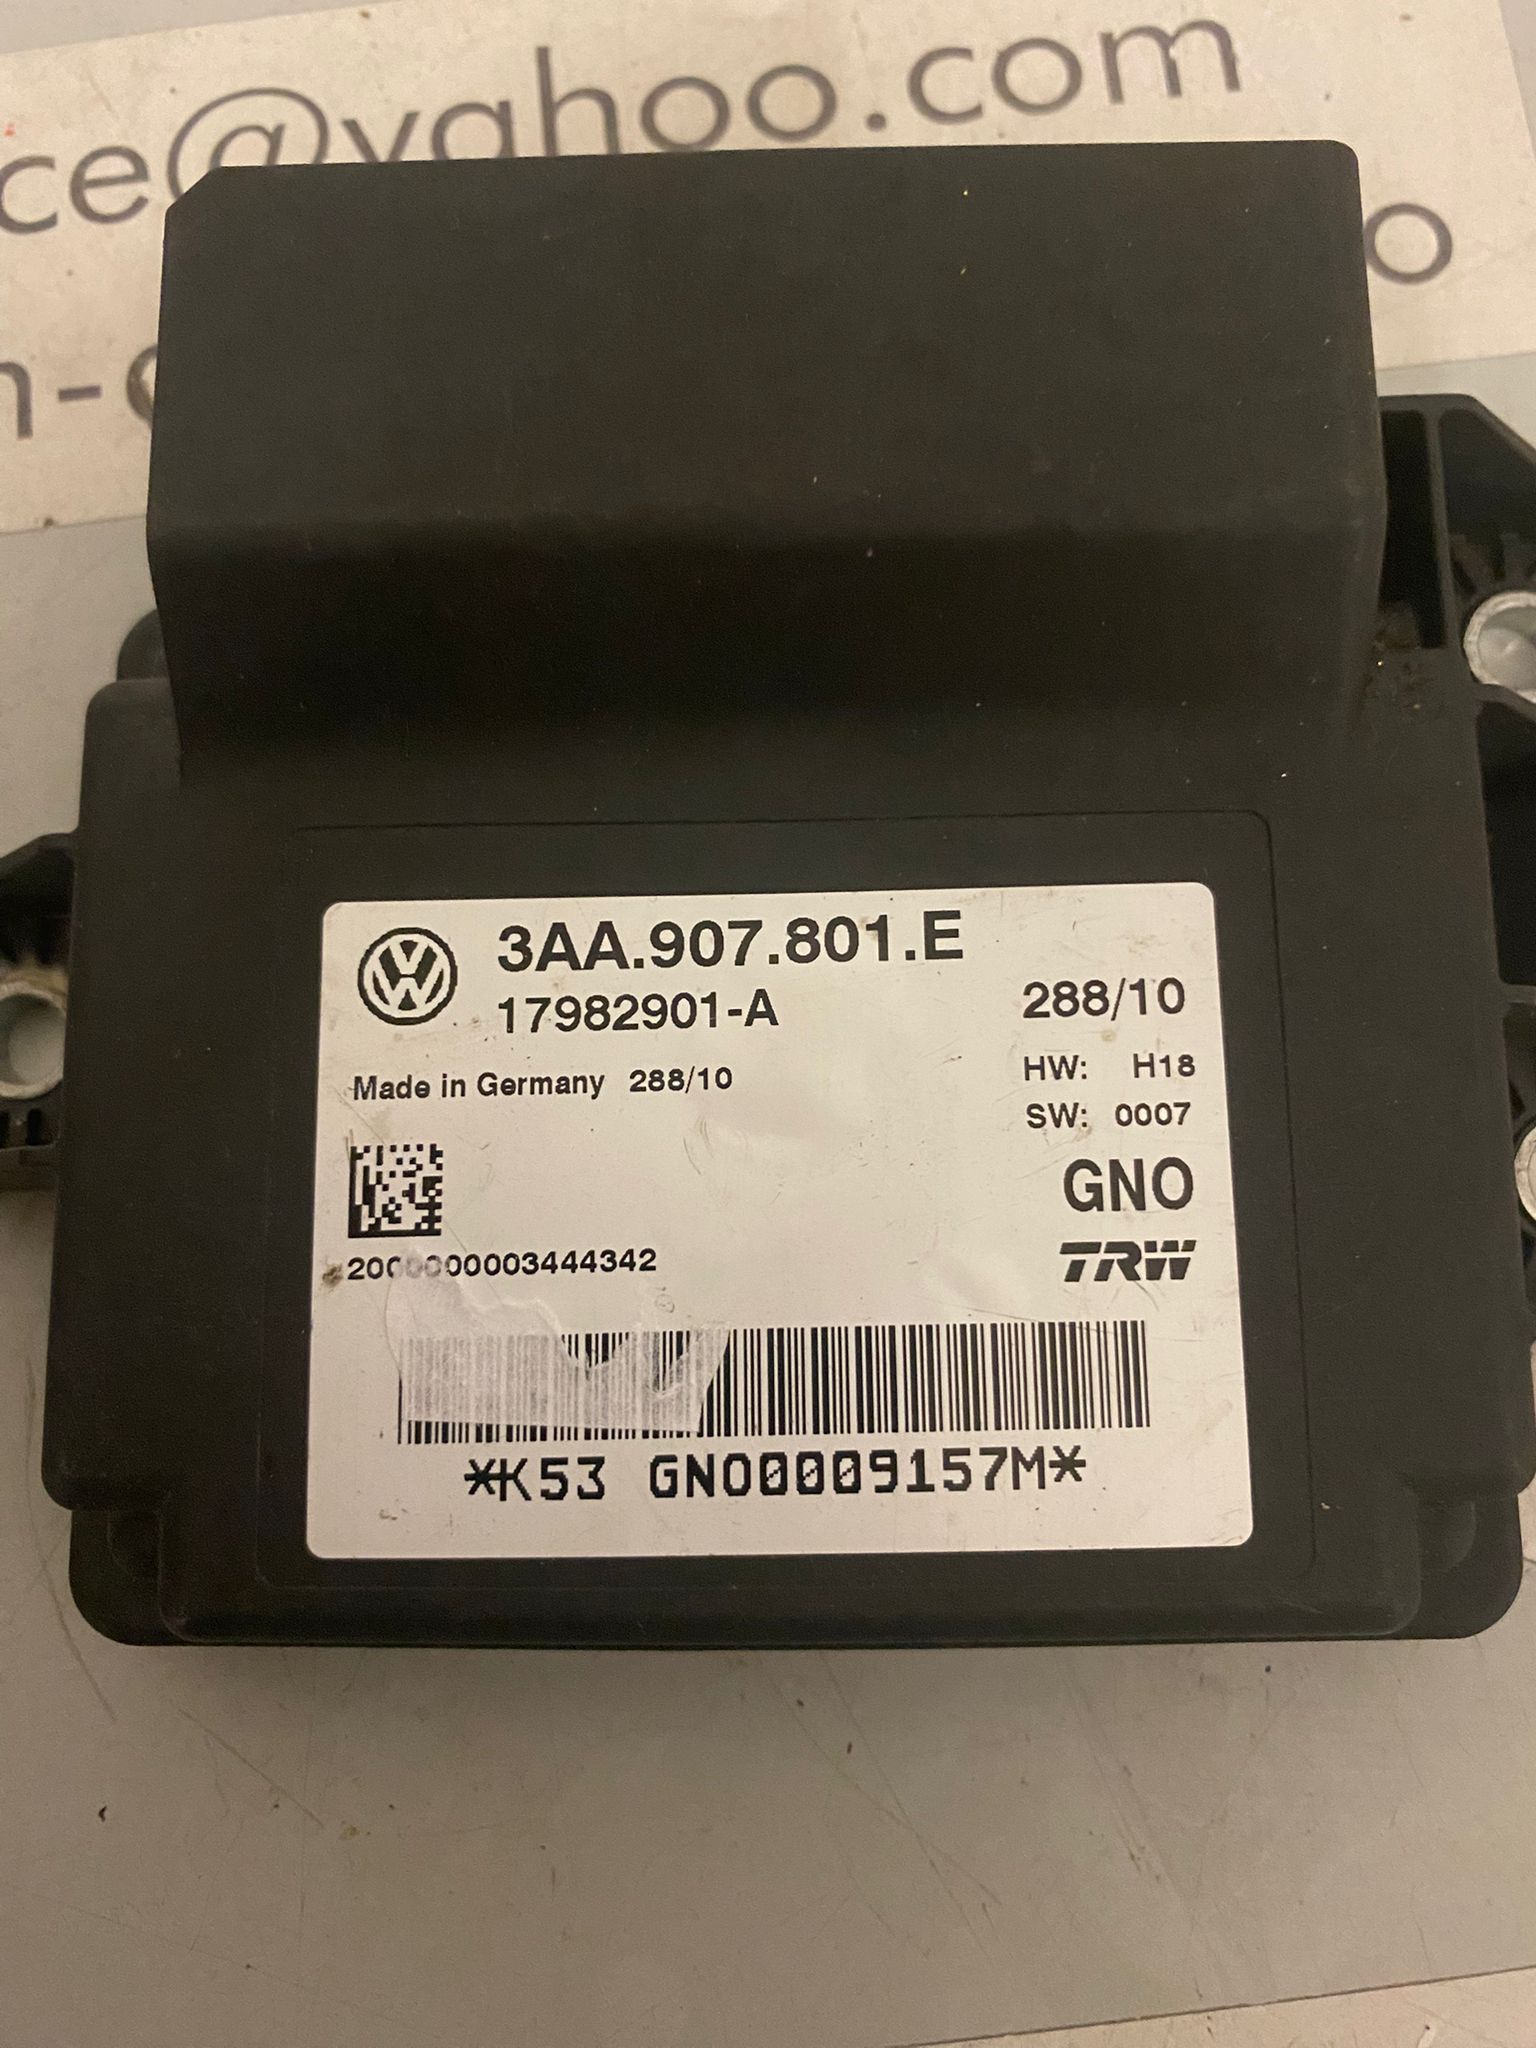 ce@yahoo.com
o
n-
3AA.907.801.E
17982901-A
288/10
Made in Germany 288/10
HW: H18
SW: 0007
GNO
TRW
*K53 GNO0009157M*